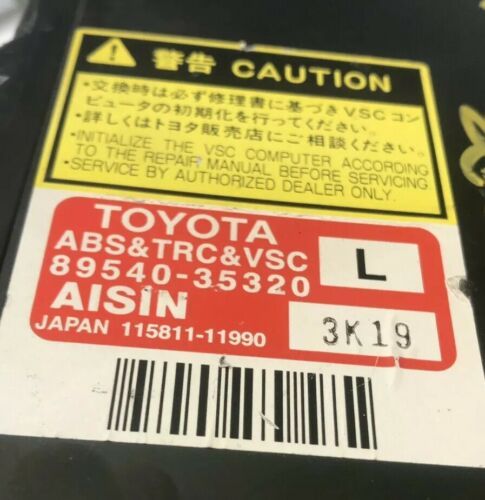 警告 CAUTION
・交換時は必ず修理書に基づきVSCコン
ピュータの初期化を行ってください。
・詳しくはトヨタ販売店にご相談ください。
・INITIALIZE THE VSC COMPUTER ACCORDING
TO THE REPAIR MANUAL BEFORE SERVICING
・SERVICE BY AUTHORIZED DEALER ONLY.
TOYOTA
ABS&TRC&VSC
89540-35320
L
AISIN
JAPAN 115811-11990
3K19